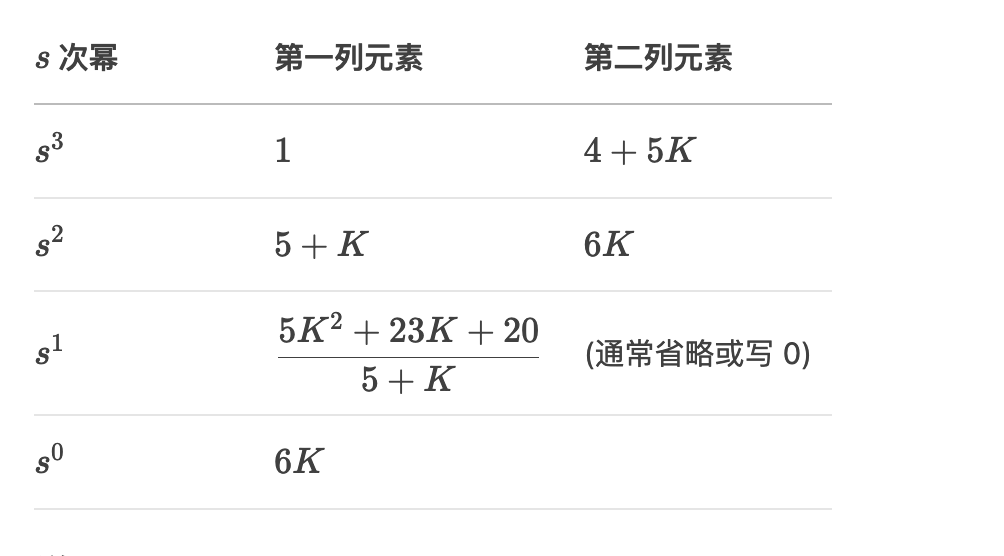 s 次幂 第一列元素 第二列元素
s^3 1 4 + 5K
s^2 5 + K 6K
s^1 \frac{5K^2 + 23K + 20}{5 + K} (通常省略或写 0)
s^0 6K